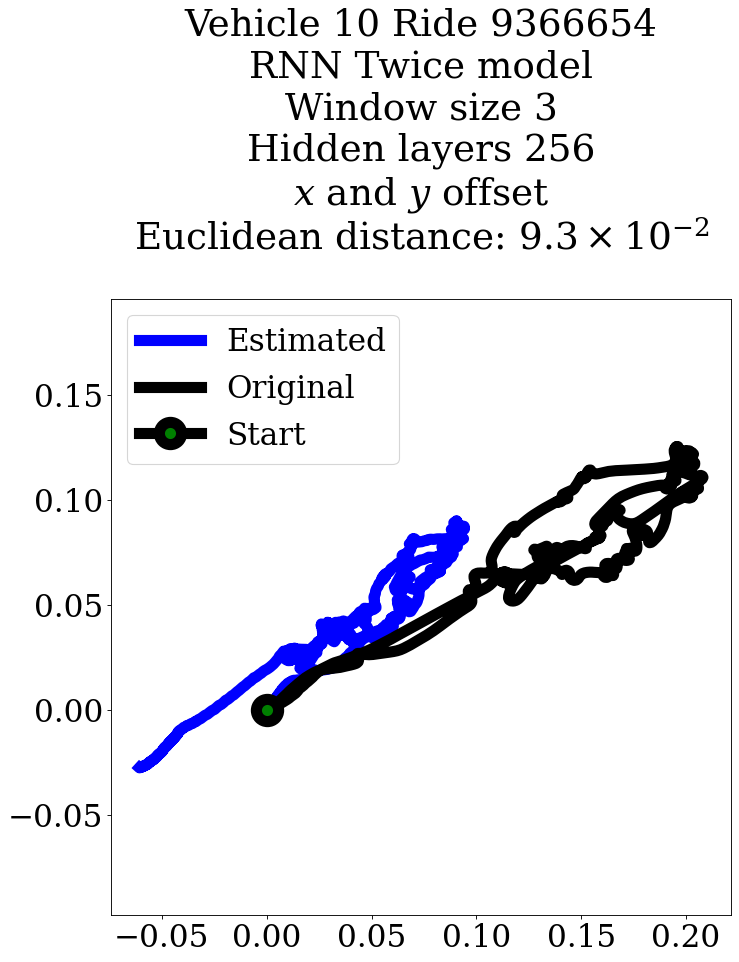 Vehicle 10 Ride 9366654
RNN Twice model
Window size 3
Hidden layers 256
x and y offset
Euclidean distance: 9.3 × 10⁻²
Estimated
Original
Start
0.15
0.10
0.05
0.00
−0.05
−0.05 0.00 0.05 0.10 0.15 0.20